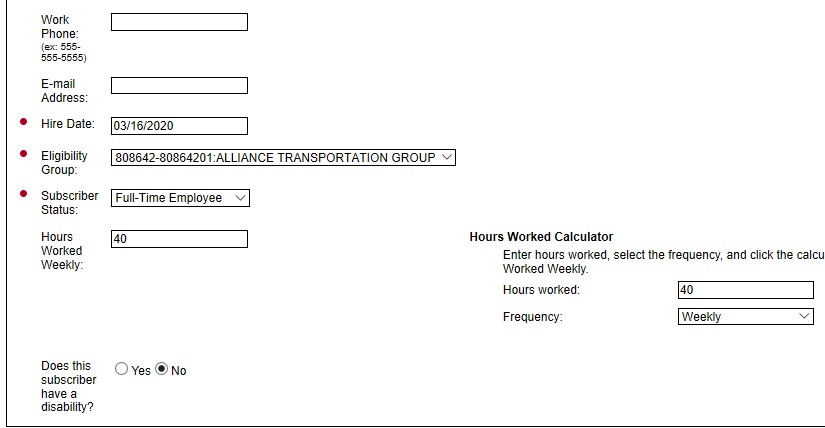 Work
Phone:
(ex: 555-
555-5555)
E-mail
Address:
Hire Date: 03/16/2020
Eligibility
Group:
808642-80864201:ALLIANCE TRANSPORTATION GROUP
Subscriber
Status:
Full-Time Employee
Hours
Worked
Weekly:
40
Hours Worked Calculator
Enter hours worked, select the frequency, and click the calcu
Worked Weekly.
Hours worked: 40
Frequency: Weekly
Does this
subscriber
have a
disability?
Yes No